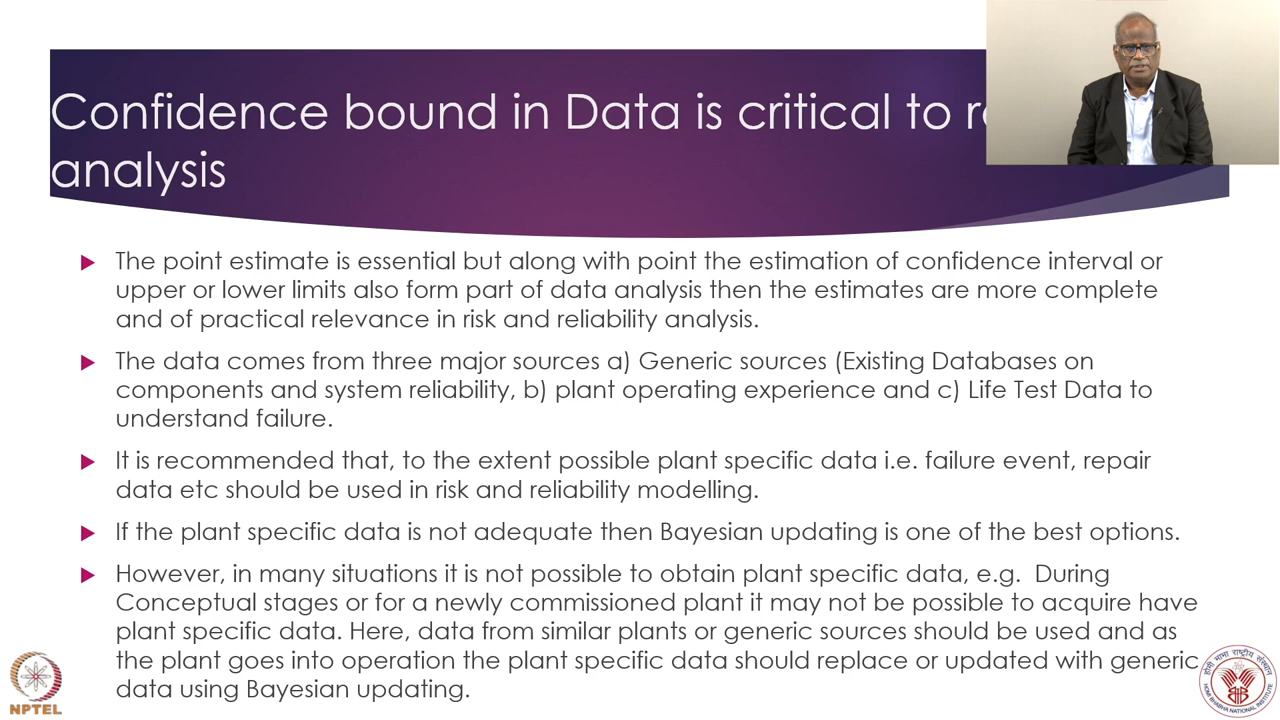 Confidence bound in Data is critical to
analysis
The point estimate is essential but along with point the estimation of confidence interval or
upper or lower limits also form part of data analysis then the estimates are more complete
and of practical relevance in risk and reliability analysis.
The data comes from three major sources a) Generic sources (Existing Databases on
components and system reliability, b) plant operating experience and c) Life Test Data to
understand failure.
It is recommended that, to the extent possible plant specific data i.e. failure event, repair
data etc should be used in risk and reliability modelling.
If the plant specific data is not adequate then Bayesian updating is one of the best options.
However, in many situations it is not possible to obtain plant specific data, e.g. During
Conceptual stages or for a newly commissioned plant it may not be possible to acquire have
plant specific data. Here, data from similar plants or generic sources should be used and as
the plant goes into operation the plant specific data should replace or updated with generic
data using Bayesian updating.
NPTEL
होमी भाभा राष्ट्रीय संस्थान
HOMI BHABHA NATIONAL INSTITUTE